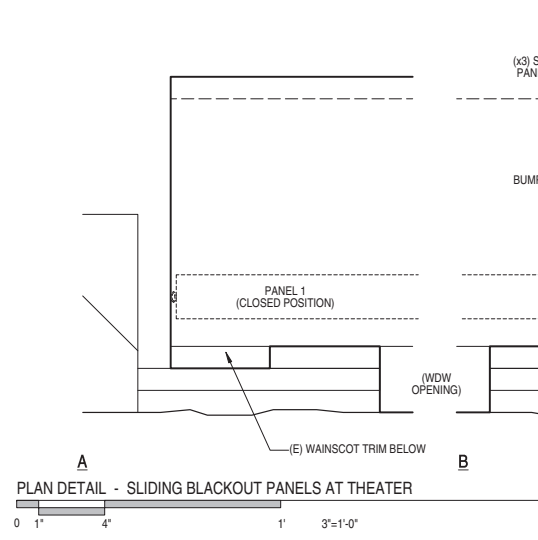 (x3) S
PAN
BUM
PANEL 1
(CLOSED POSITION)
(WDW
OPENING)
(E) WAINSCOT TRIM BELOW
A
B
PLAN DETAIL - SLIDING BLACKOUT PANELS AT THEATER
0 1" 4" 1' 3"=1'-0"